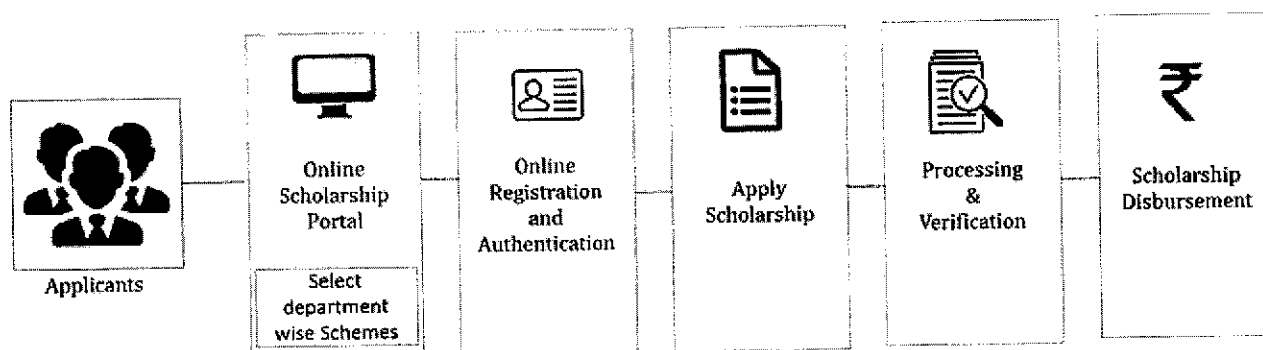 Applicants
Online
Scholarship
Portal
Select
department
wise Schemes
Online
Registration
and
Authentication
Apply
Scholarship
Processing
&
Verification
₹
Scholarship
Disbursement